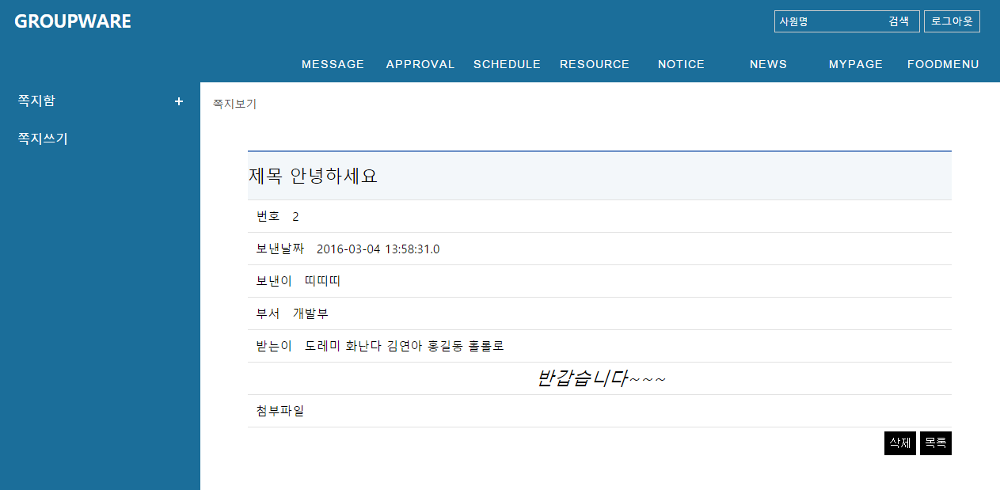 GROUPWARE
사원명 검색 로그아웃
MESSAGE APPROVAL SCHEDULE RESOURCE NOTICE NEWS MYPAGE FOODMENU
쪽지함 +
쪽지쓰기
쪽지보기
제목 안녕하세요
번호 2
보낸날짜 2016-03-04 13:58:31.0
보낸이 띠띠띠
부서 개발부
받는이 도레미 화난다 김연아 홍길동 홀롤로
반갑습니다~~~
첨부파일
삭제 목록